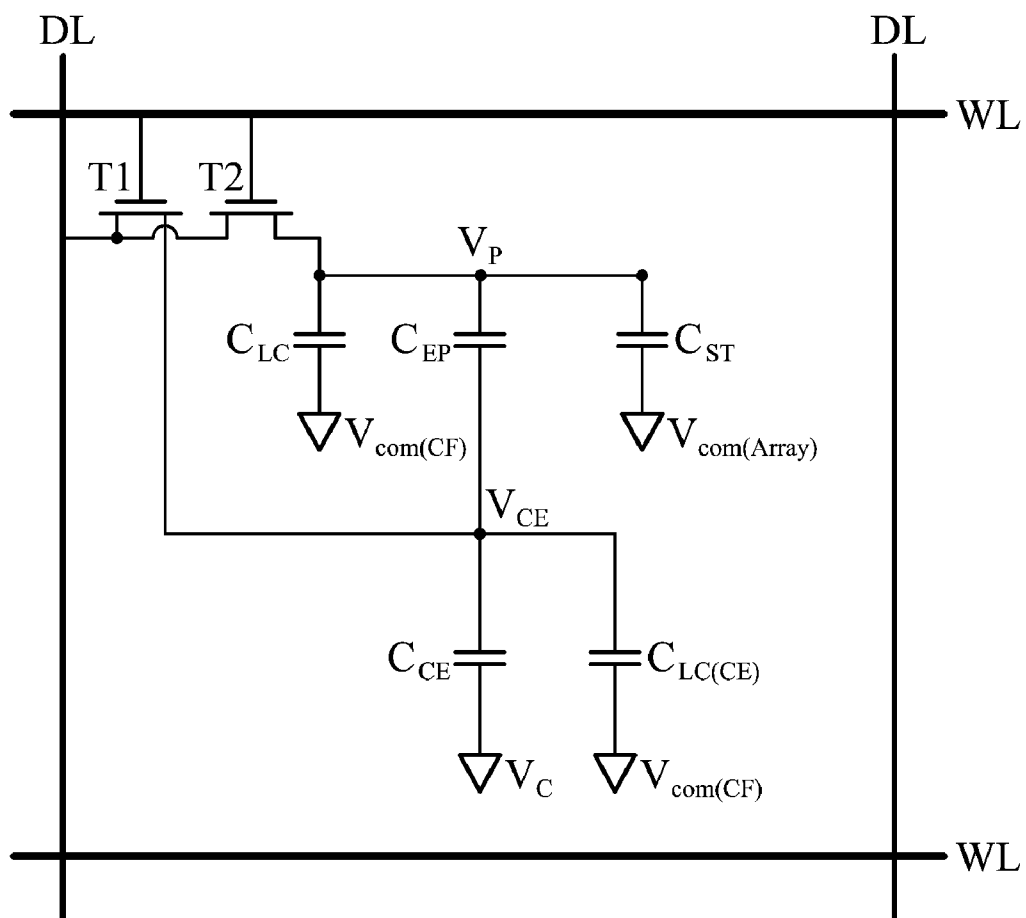 DL DL
WL
T1 T2
V_P
C_LC C_EP C_ST
V_com(CF) V_com(Array)
V_CE
C_CE C_LC(CE)
V_C V_com(CF)
WL